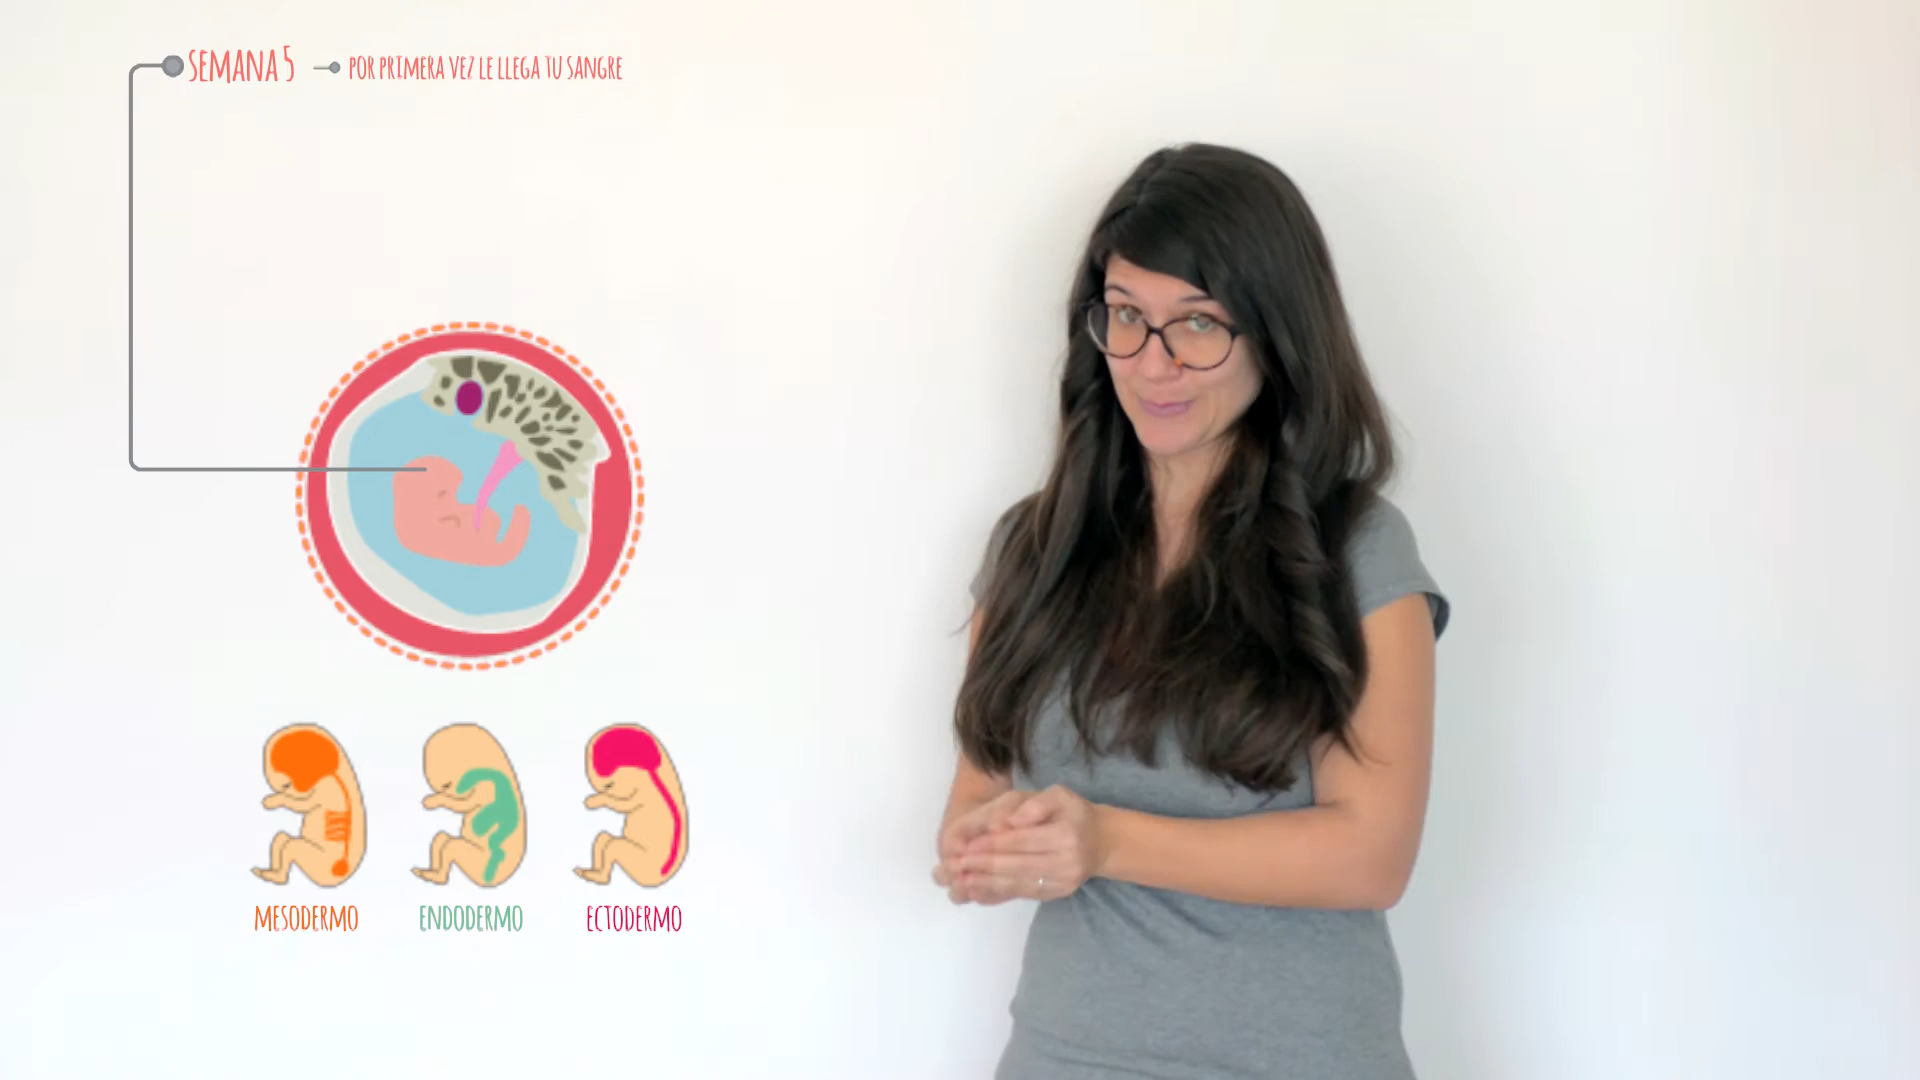 SEMANA 5
POR PRIMERA VEZ LE LLEGA TU SANGRE
MESODERMO
ENDODERMO
ECTODERMO